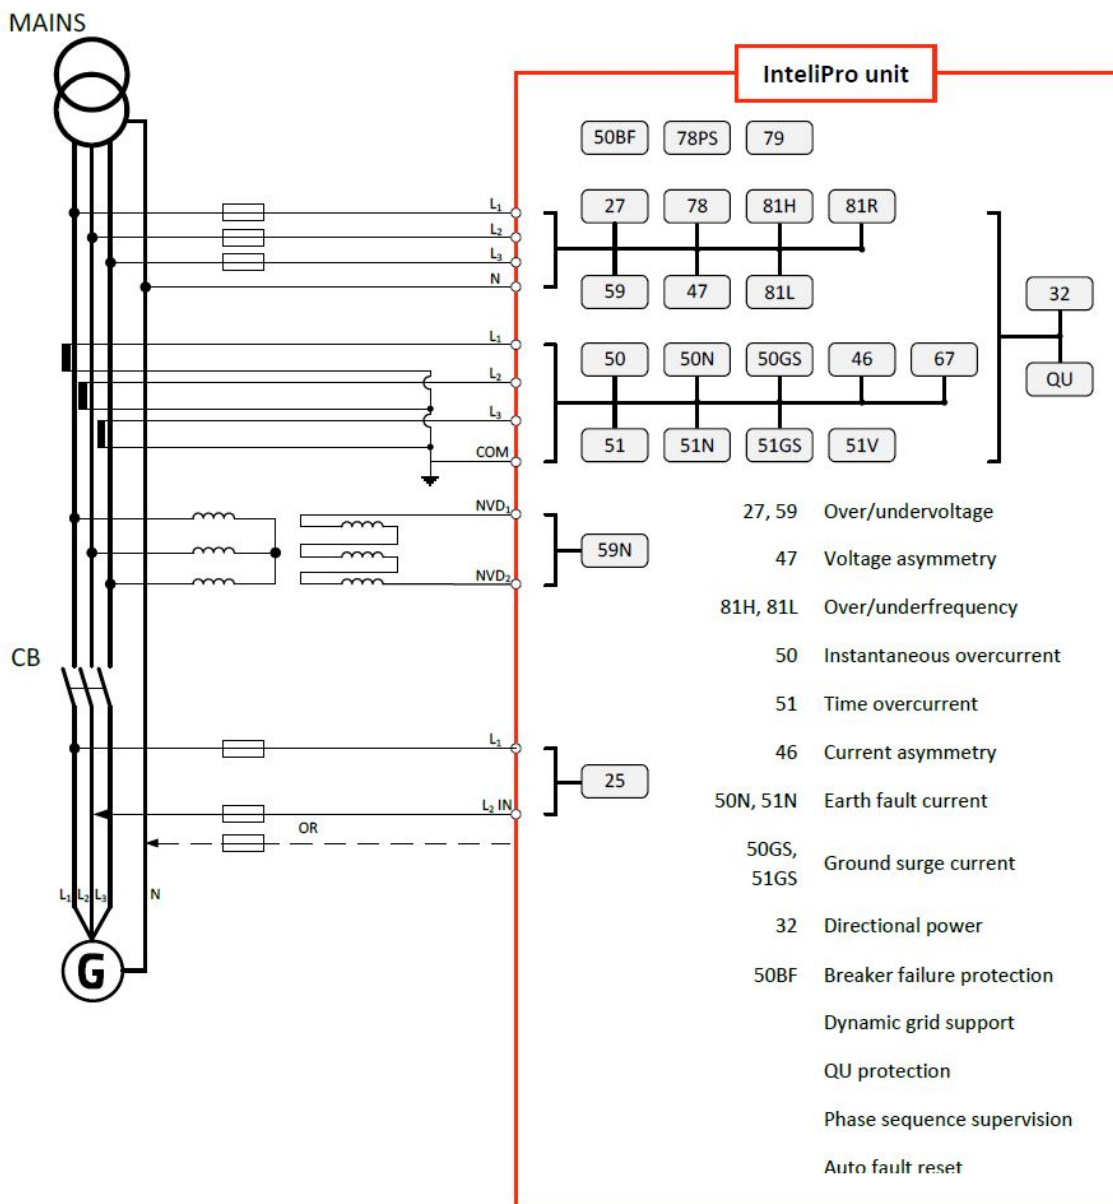 MAINS
InteliPro unit
50BF 78PS 79
L1
27 78 81H 81R
L2
L3
N
59 47 81L
32
L1
50 50N 50GS 46 67
L2
QU
L3
COM
51 51N 51GS 51V
NVD1
27, 59 Over/undervoltage
59N
47 Voltage asymmetry
NVD2
81H, 81L Over/underfrequency
CB
50 Instantaneous overcurrent
51 Time overcurrent
L1
46 Current asymmetry
25
L2 IN
50N, 51N Earth fault current
OR
50GS,
51GS Ground surge current
L1 L2 L3 N
32 Directional power
G
50BF Breaker failure protection
Dynamic grid support
QU protection
Phase sequence supervision
Auto fault reset